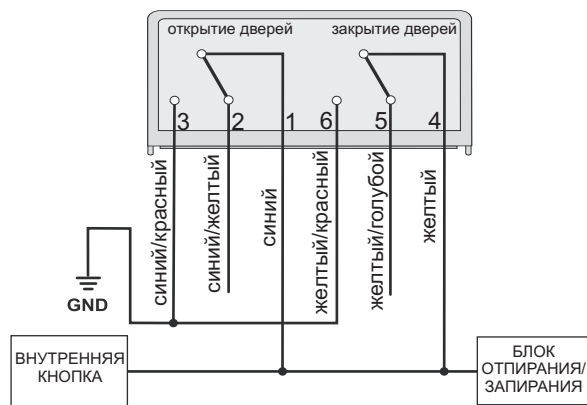 открытие дверей
закрытие дверей
3
2
1
6
5
4
синий/красный
синий/желтый
синий
желтый/красный
желтый/голубой
желтый
GND
ВНУТРЕННЯЯ
КНОПКА
БЛОК
ОТПИРАНИЯ/
ЗАПИРАНИЯ